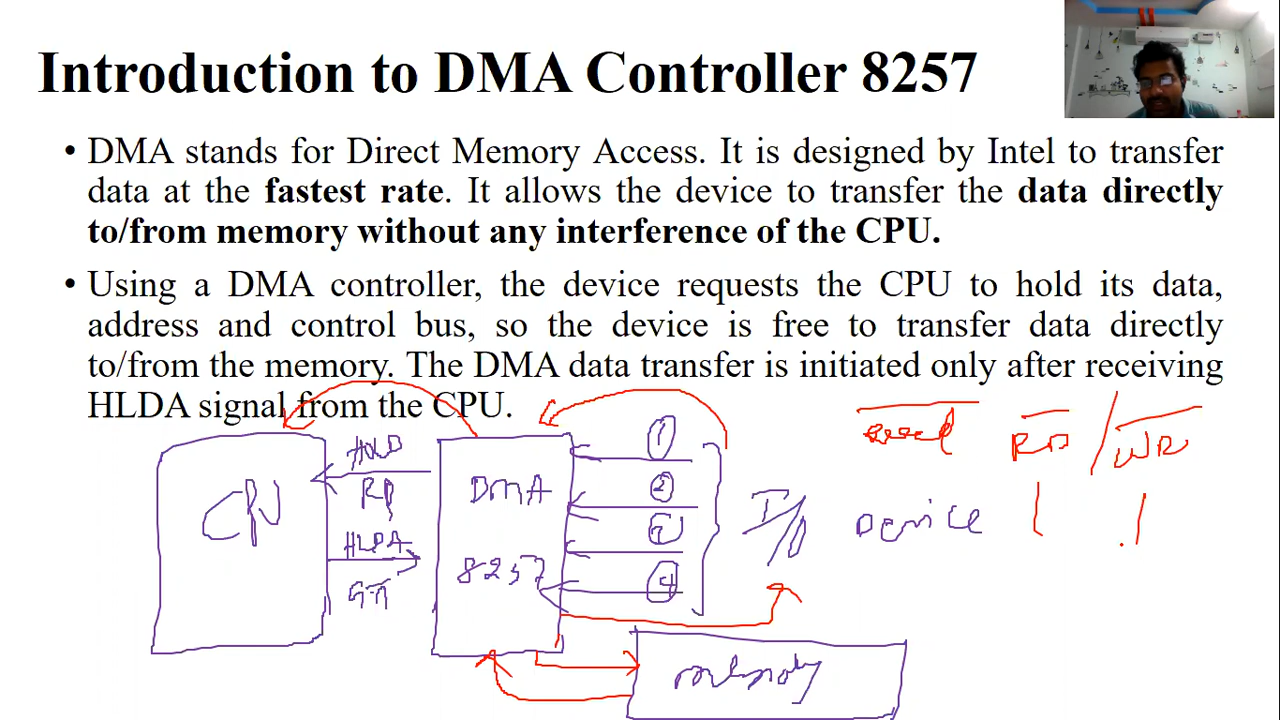 Introduction to DMA Controller 8257
• DMA stands for Direct Memory Access. It is designed by Intel to transfer
data at the fastest rate. It allows the device to transfer the data directly
to/from memory without any interference of the CPU.
• Using a DMA controller, the device requests the CPU to hold its data,
address and control bus, so the device is free to transfer data directly
to/from the memory. The DMA data transfer is initiated only after receiving
HLDA signal from the CPU.
HOLD
CPU
HLDA
DMA
8257
1
2
4
I/O Device
RD / WR
memory